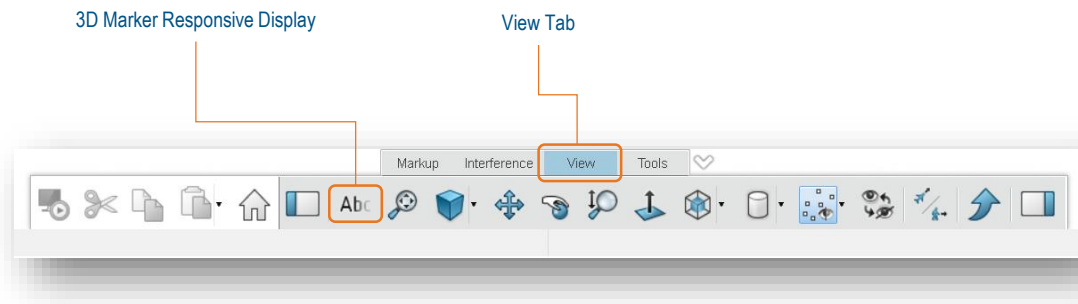 3D Marker Responsive Display
View Tab
Markup Interference View Tools
Abc